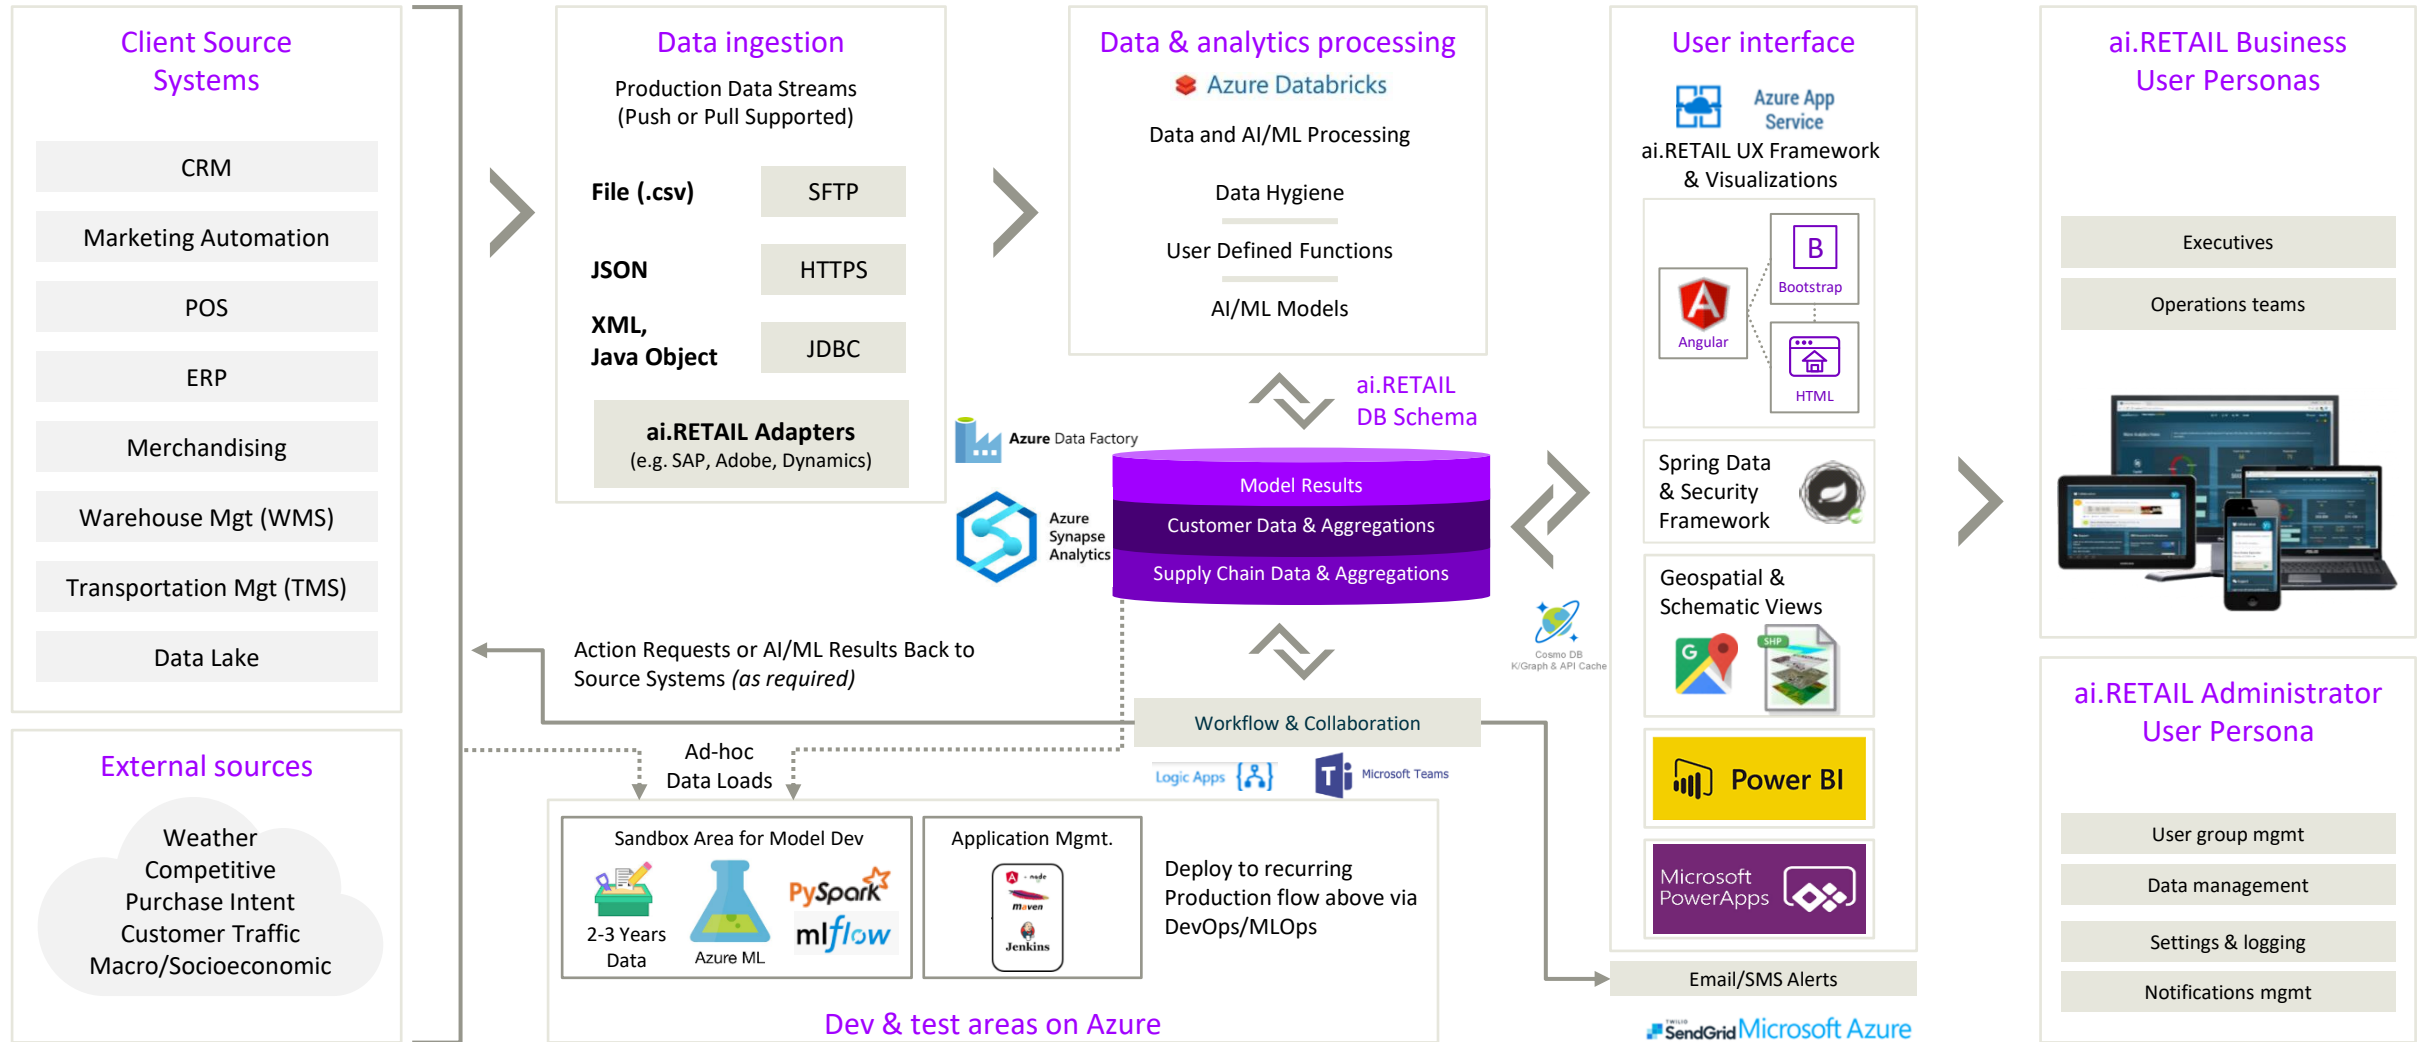 Client Source
Systems
CRM
Marketing Automation
POS
ERP
Merchandising
Warehouse Mgt (WMS)
Transportation Mgt (TMS)
Data Lake
External sources
Weather
Competitive
Purchase Intent
Customer Traffic
Macro/Socioeconomic
Data ingestion
Production Data Streams
(Push or Pull Supported)
File (.csv)
SFTP
JSON
HTTPS
XML,
Java Object
JDBC
ai.RETAIL Adapters
(e.g. SAP, Adobe, Dynamics)
Data & analytics processing
Azure Databricks
Data and AI/ML Processing
Data Hygiene
User Defined Functions
AI/ML Models
ai.RETAIL
DB Schema
Azure Data Factory
Azure
Synapse
Analytics
Model Results
Customer Data & Aggregations
Supply Chain Data & Aggregations
Cosmo DB
K/Graph & API Cache
Action Requests or AI/ML Results Back to
Source Systems (as required)
Workflow & Collaboration
Logic Apps
T
Microsoft Teams
Ad-hoc
Data Loads
Sandbox Area for Model Dev
2-3 Years
Data
Azure ML
PySpark
mlflow
Application Mgmt.
A
node
maven
Jenkins
Deploy to recurring
Production flow above via
DevOps/MLOps
Dev & test areas on Azure
User interface
Azure App
Service
ai.RETAIL UX Framework
& Visualizations
A
Angular
B
Bootstrap
HTML
Spring Data
& Security
Framework
Geospatial &
Schematic Views
G
SHP
Power BI
Microsoft
PowerApps
Email/SMS Alerts
TWILIO
SendGrid
Microsoft Azure
ai.RETAIL Business
User Personas
Executives
Operations teams
ai.RETAIL Administrator
User Persona
User group mgmt
Data management
Settings & logging
Notifications mgmt